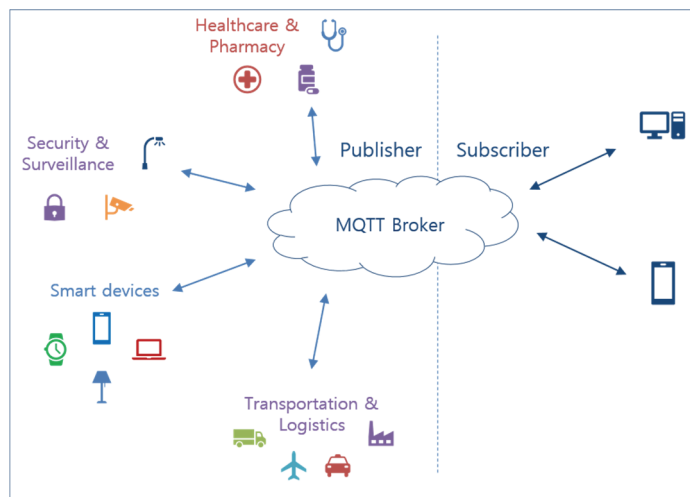 Healthcare &
Pharmacy
Security &
Surveillance
Publisher
Subscriber
MQTT Broker
Smart devices
Transportation &
Logistics